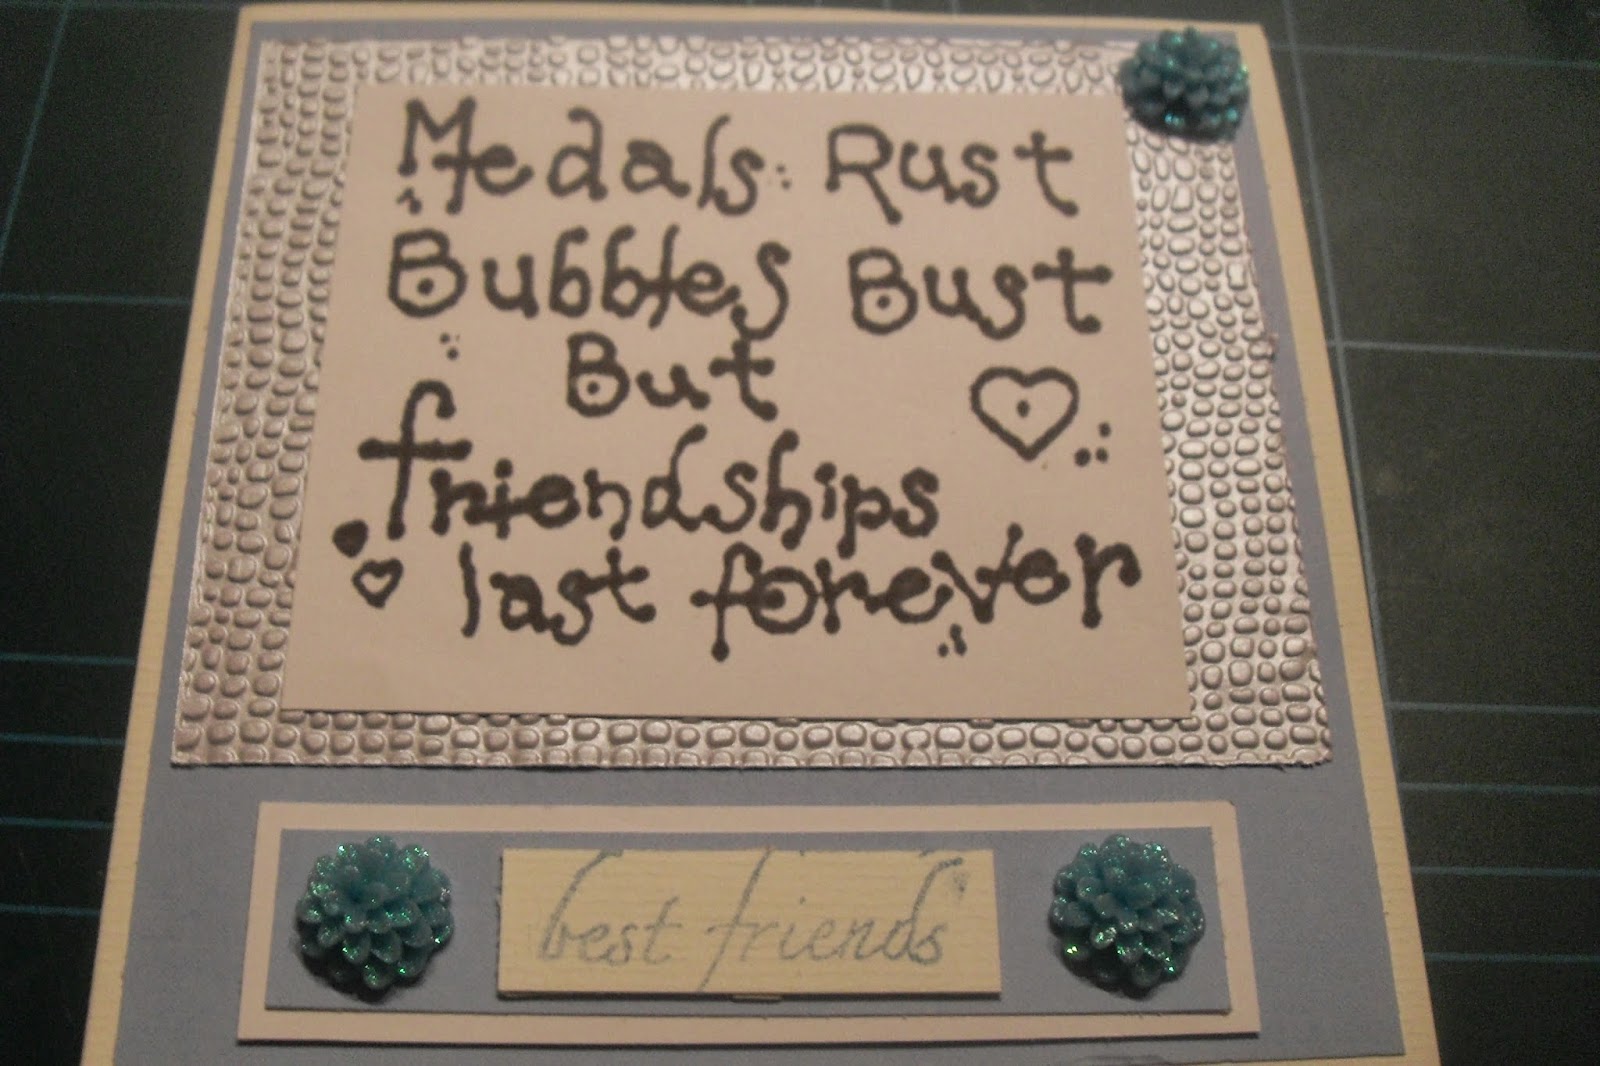 Medals Rust
Bubbles Bust
But
friendships
last forever
best friends